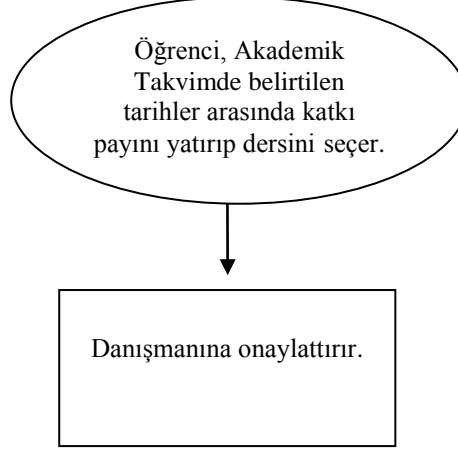 Öğrenci, Akademik
Takvimde belirtilen
tarihler arasında katkı
payını yatırıp dersini seçer.
Danışmanına onaylattırır.